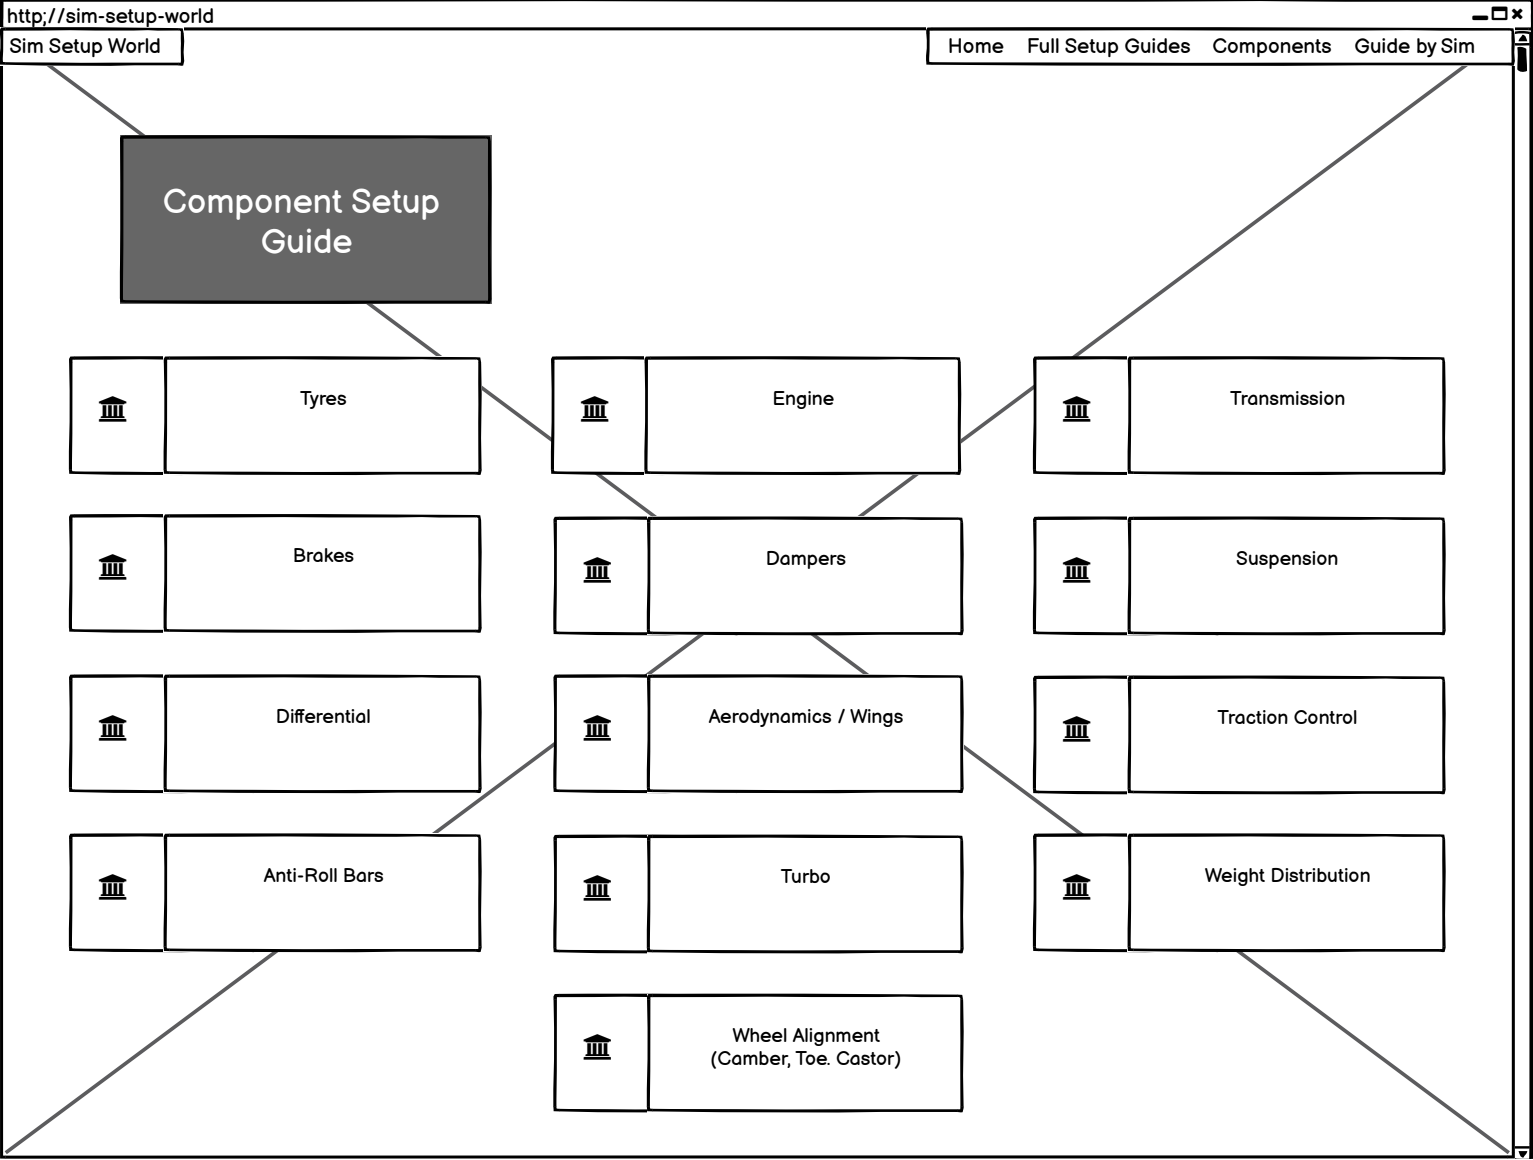 http;//sim-setup-world
Sim Setup World
Home Full Setup Guides Components Guide by Sim
Component Setup
Guide
Tyres
Engine
Transmission
Brakes
Dampers
Suspension
Differential
Aerodynamics / Wings
Traction Control
Anti-Roll Bars
Turbo
Weight Distribution
Wheel Alignment
(Camber, Toe. Castor)